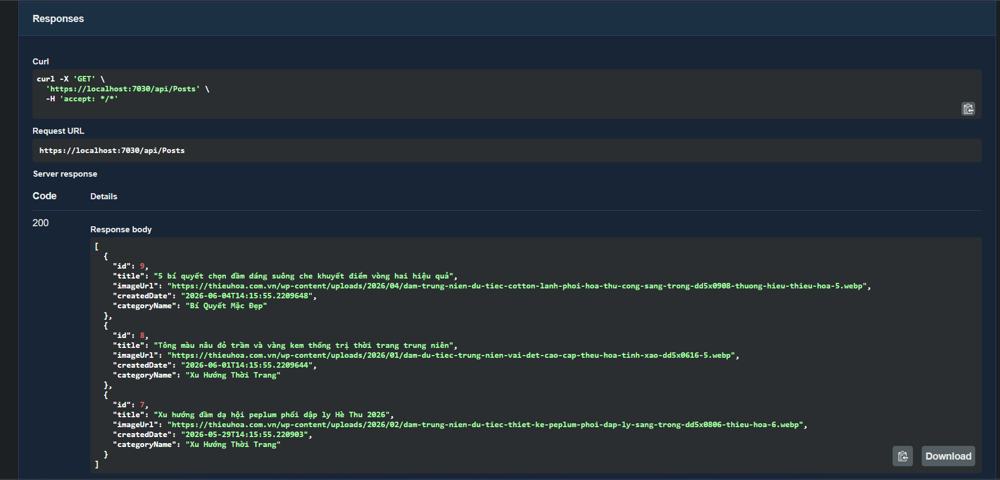 Responses
Curl
curl -X 'GET' \
  'https://localhost:7030/api/Posts' \
  -H 'accept: */*'
Request URL
https://localhost:7030/api/Posts
Server response
Code Details
200
Response body
[
  {
    "id": 9,
    "title": "5 bí quyết chọn đầm dáng suông che khuyết điểm vòng hai hiệu quả",
    "imageUrl": "https://thieuhoa.com.vn/wp-content/uploads/2026/04/dam-trung-nien-du-tiec-cotton-lanh-phoi-hoa-thu-cong-sang-trong-dd5x0908-thuong-hieu-thieu-hoa-5.webp",
    "createdDate": "2026-06-04T14:15:55.2209648",
    "categoryName": "Bí Quyết Mặc Đẹp"
  },
  {
    "id": 8,
    "title": "Tông màu nâu đỏ trầm và vàng kem thống trị thời trang trung niên",
    "imageUrl": "https://thieuhoa.com.vn/wp-content/uploads/2026/01/dam-du-tiec-trung-nien-vai-det-cao-cap-theu-hoa-tinh-xao-dd5x0616-5.webp",
    "createdDate": "2026-06-01T14:15:55.2209644",
    "categoryName": "Xu Hướng Thời Trang"
  },
  {
    "id": 7,
    "title": "Xu hướng đầm dạ hội peplum phối dập ly Hè Thu 2026",
    "imageUrl": "https://thieuhoa.com.vn/wp-content/uploads/2026/02/dam-trung-nien-du-tiec-thiet-ke-peplum-phoi-dap-ly-sang-trong-dd5x0806-thieu-hoa-6.webp",
    "createdDate": "2026-05-29T14:15:55.220903",
    "categoryName": "Xu Hướng Thời Trang"
  }
]
Download